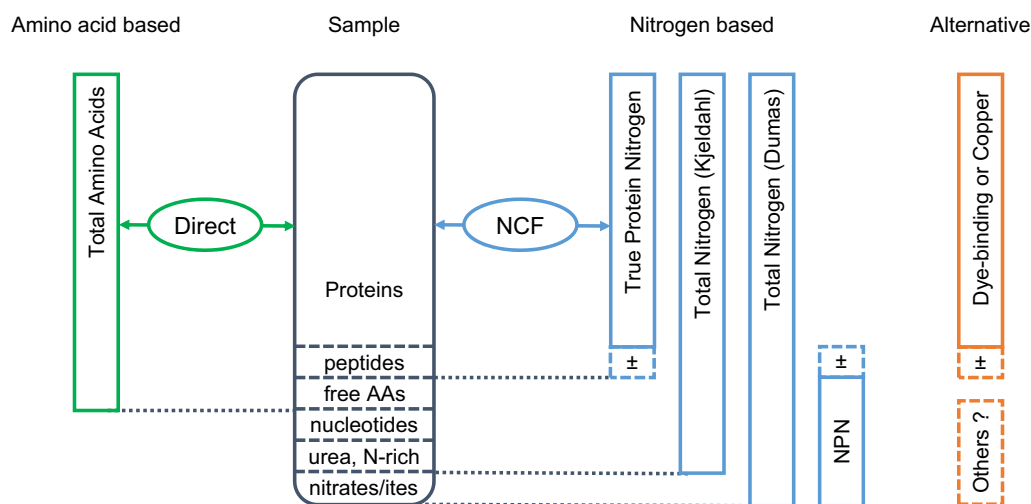 Amino acid based
Sample
Nitrogen based
Alternative
Total Amino Acids
Direct
Proteins
peptides
free AAs
nucleotides
urea, N-rich
nitrates/ites
NCF
True Protein Nitrogen
±
Total Nitrogen (Kjeldahl)
Total Nitrogen (Dumas)
±
NPN
Dye-binding or Copper
±
Others ?